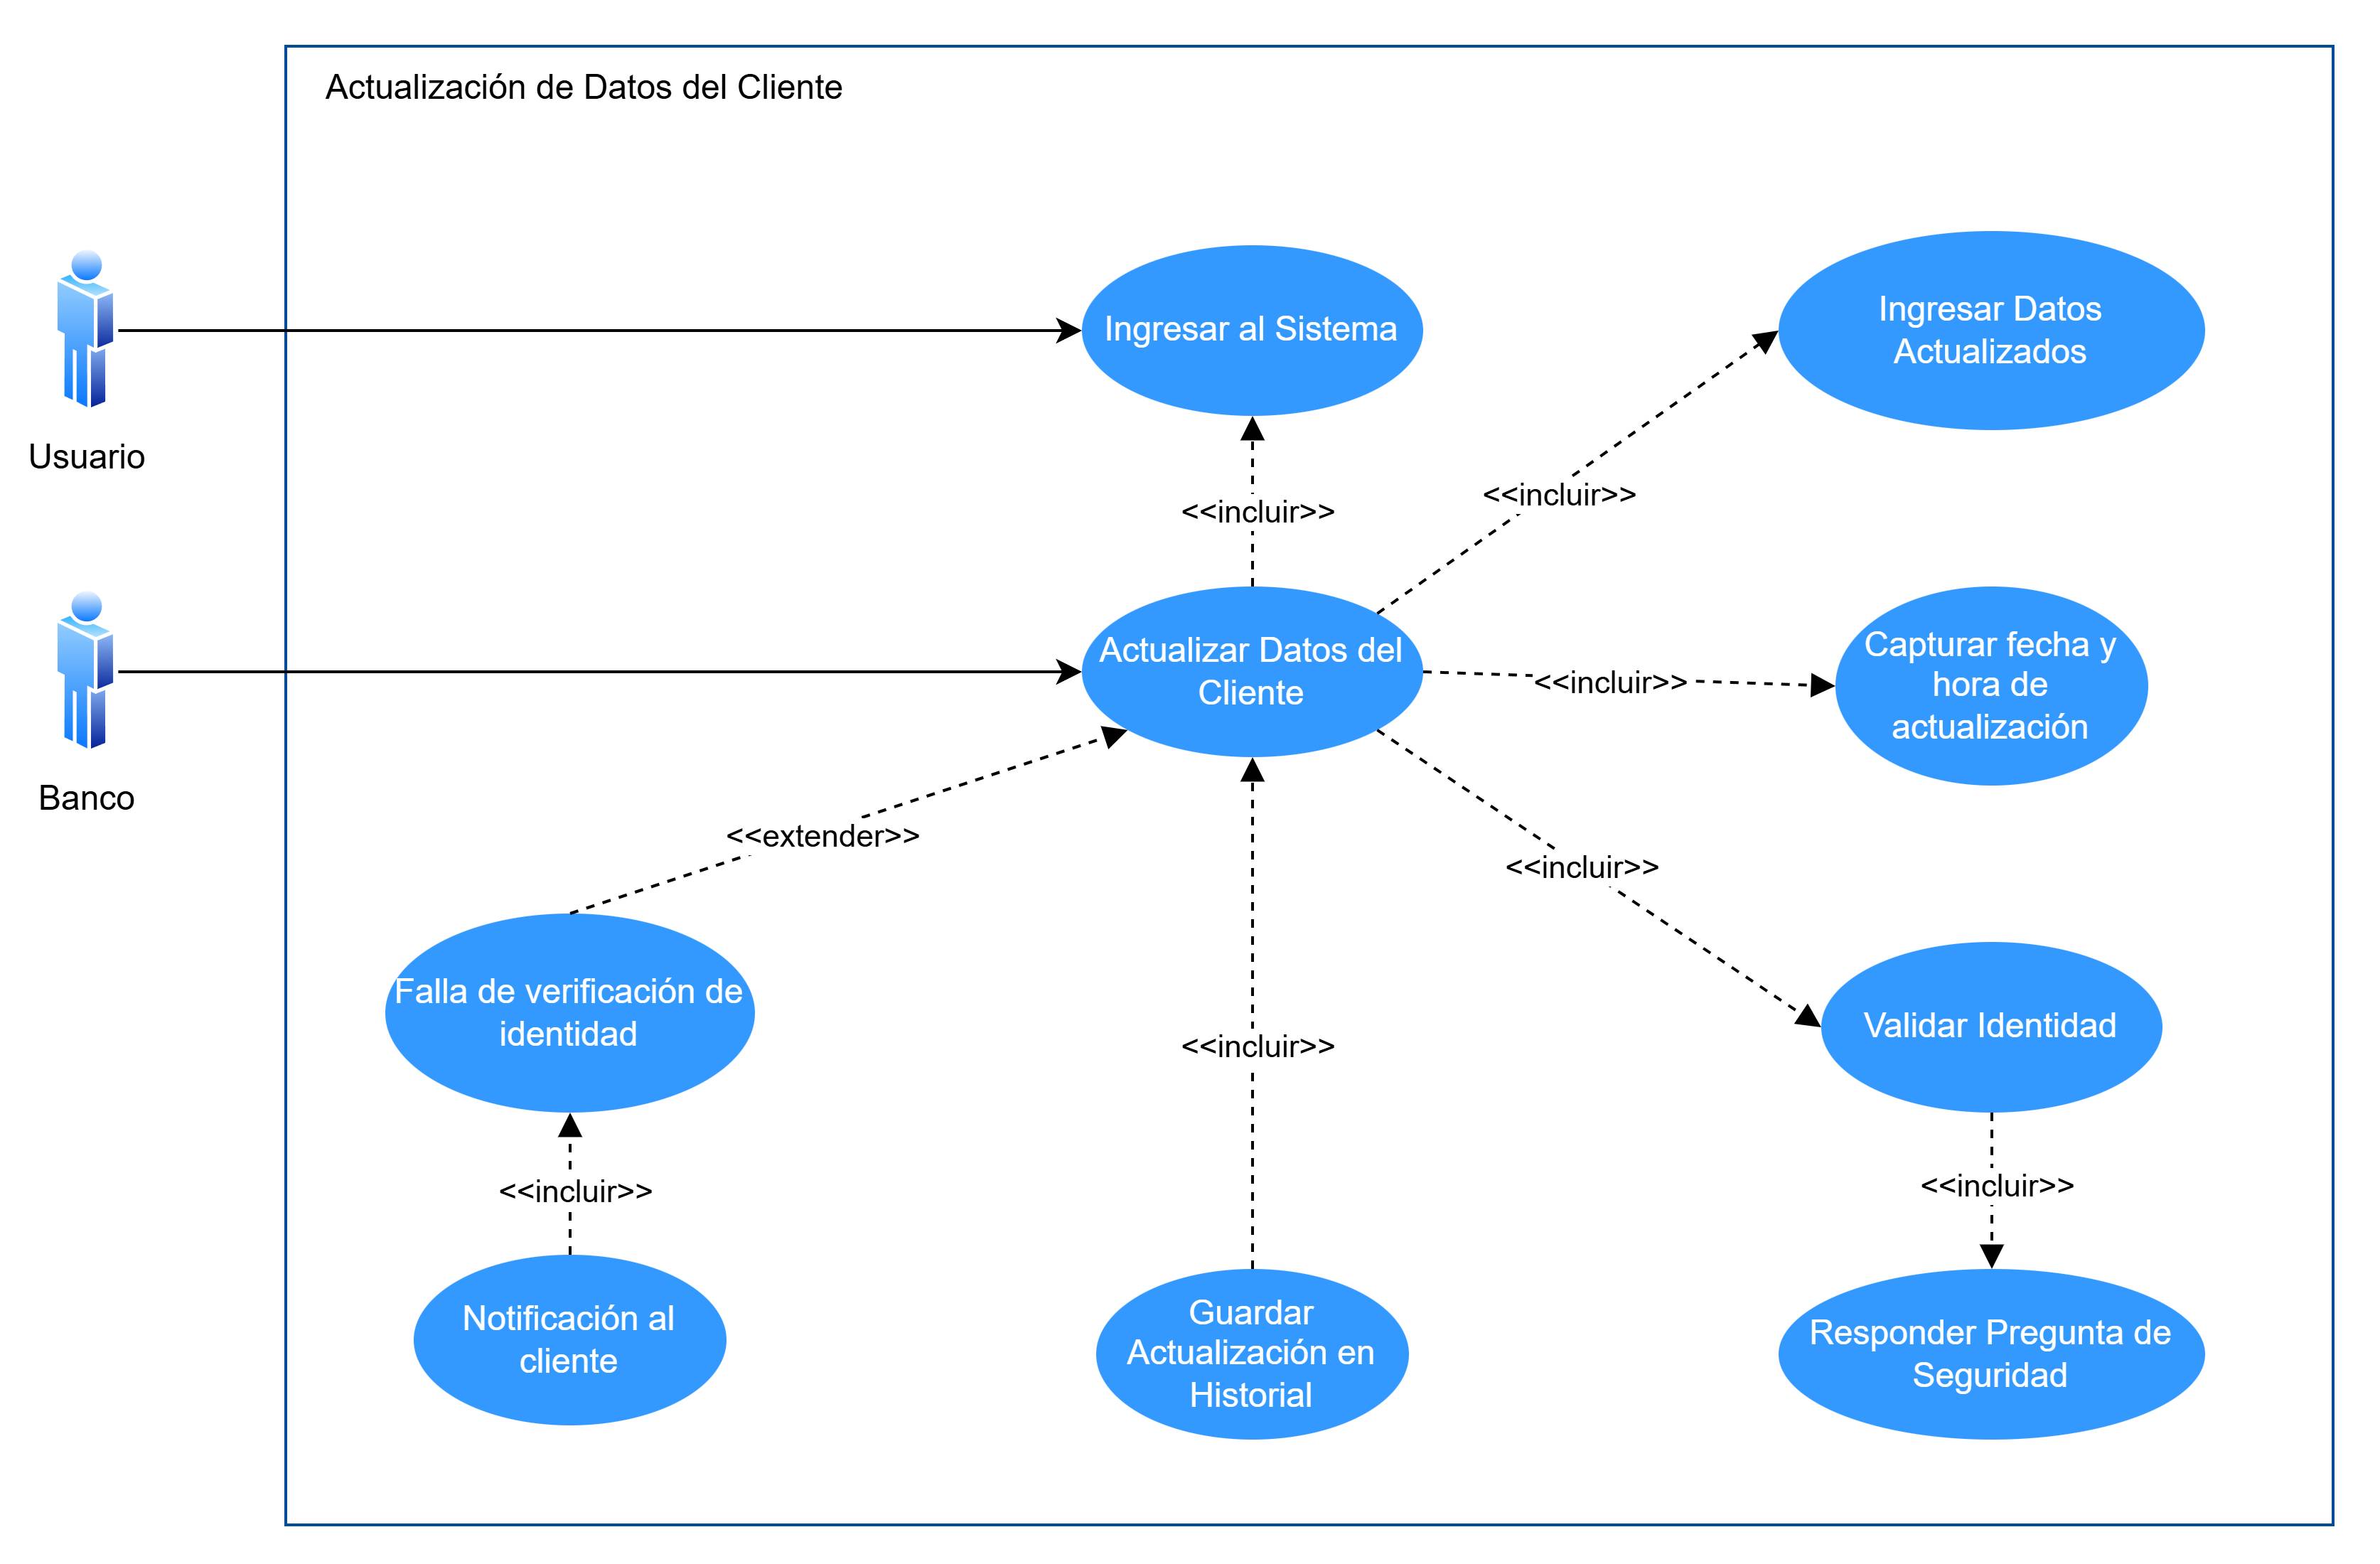 Actualización de Datos del Cliente
Usuario
Ingresar al Sistema
Ingresar Datos
Actualizados
<<incluir>>
<<incluir>>
Banco
Actualizar Datos del
Cliente
<<incluir>>
Capturar fecha y
hora de
actualización
<<extender>>
<<incluir>>
Falla de verificación de
identidad
<<incluir>>
Validar Identidad
<<incluir>>
<<incluir>>
Notificación al
cliente
Guardar
Actualización en
Historial
Responder Pregunta de
Seguridad